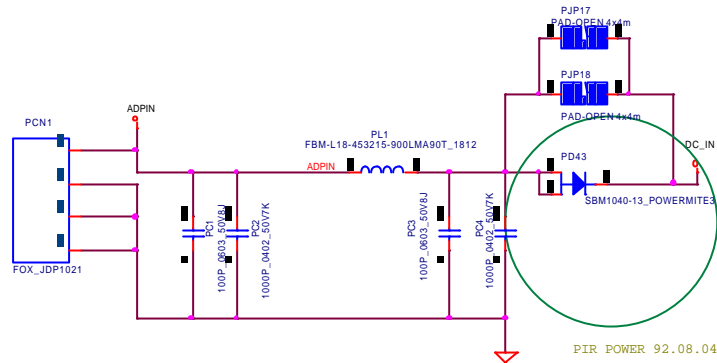 PJP17
PAD-OPEN 4x4m
PJP18
PAD-OPEN 4x4m
PCN1
ADPIN
PL1
FBM-L18-453215-900LMA90T_1812
ADPIN
PD43
DC_IN
SBM1040-13_POWERMITE3
PC1
100P_0603_50V8J
PC2
1000P_0402_50V7K
PC3
100P_0603_50V8J
PC4
1000P_0402_50V7K
FOX_JDP1021
PIR POWER 92.08.04